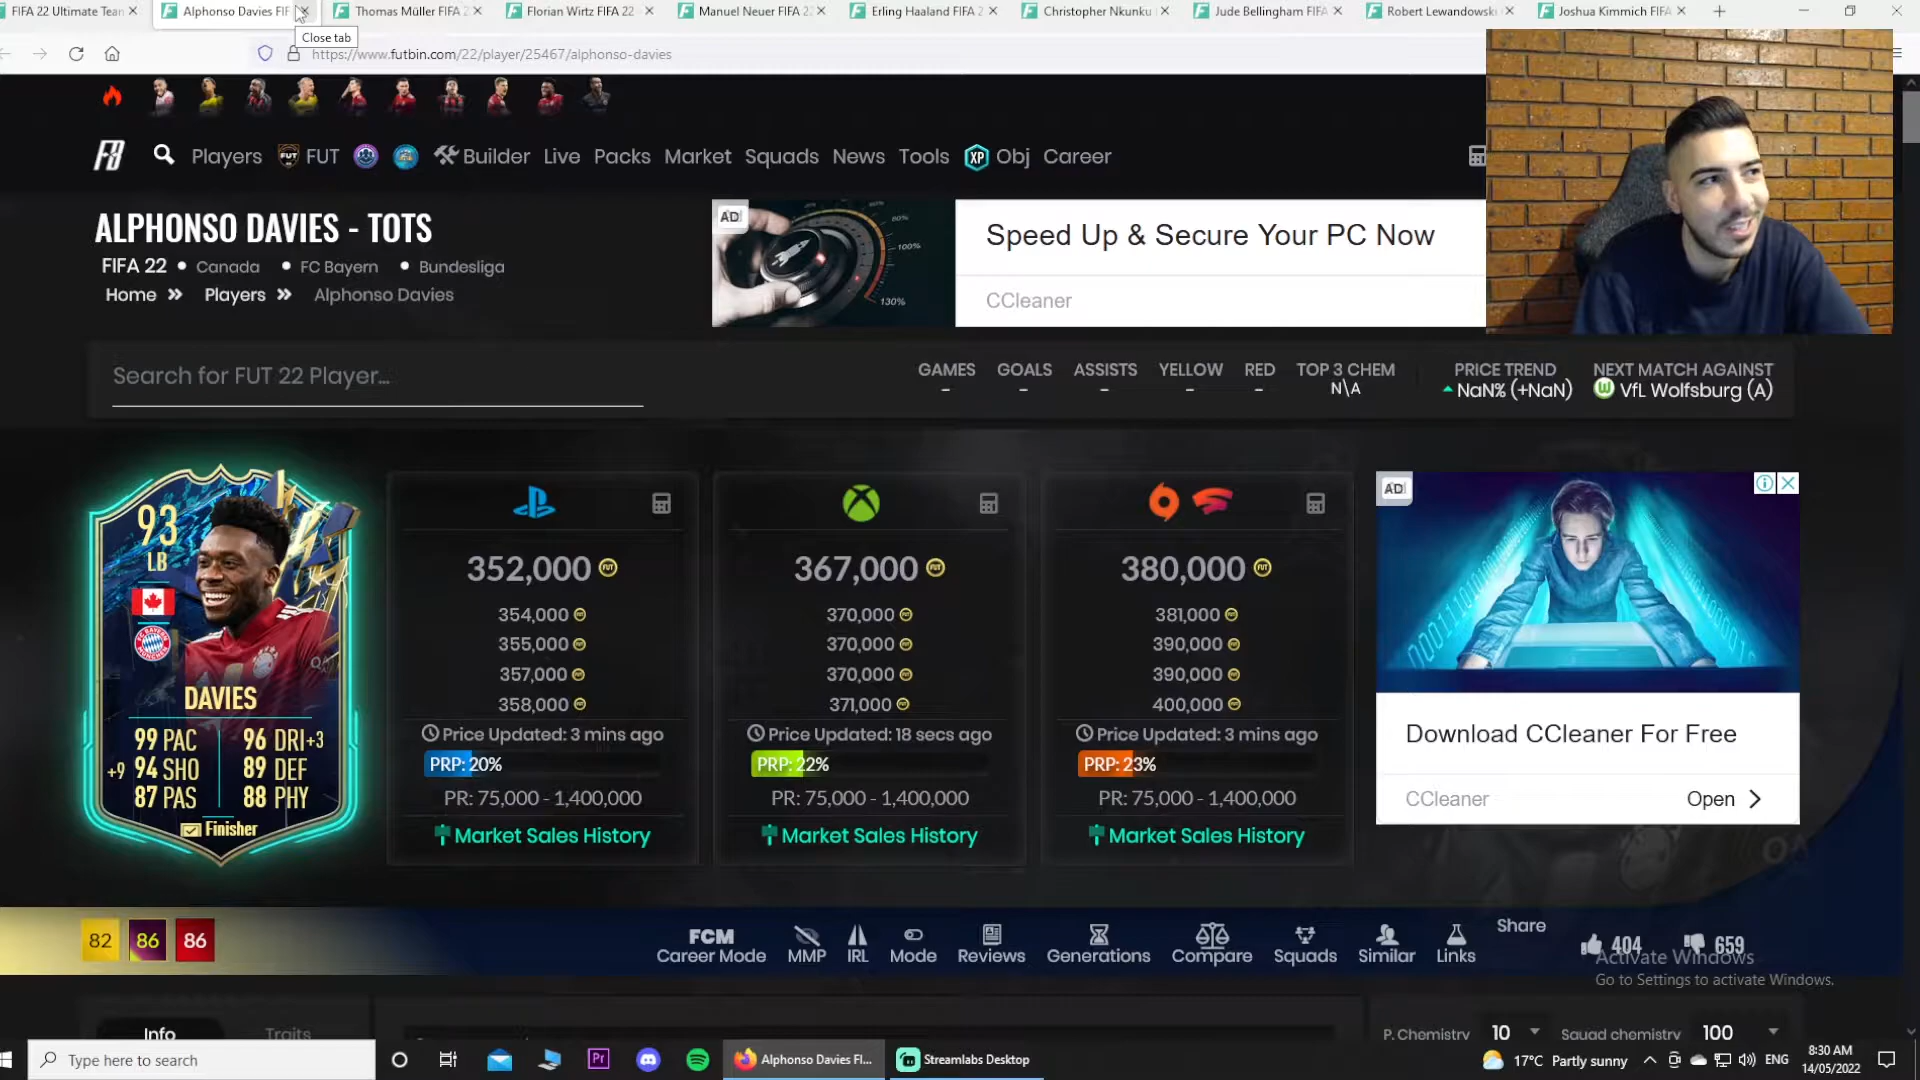 FIFA 22 Ultimate Tean
Alphonso Davies FIF
Thomas Müller FIFA 2
Florian Wirtz FIFA 22
Manuel Neuer FIFA 2
Erling Haaland FIFA 2
Christopher Nkunku
Jude Bellingham FIFA
Robert Lewandowski
Joshua Kimmich FIFA
Close tab
https://www.futbin.com/22/player/25467/alphonso-davies
Players
FUT FUT
Builder
Live
Packs
Market
Squads
News
Tools
XP Obj
Career
ALPHONSO DAVIES - TOTS
FIFA 22 • Canada • FC Bayern • Bundesliga
Home » Players » Alphonso Davies
AD
80%
100%
130%
Speed Up & Secure Your PC Now
CCleaner
Search for FUT 22 Player...
GAMES GOALS ASSISTS YELLOW RED TOP 3 CHEM PRICE TREND NEXT MATCH AGAINST
- - - - - N\A NaN% (+NaN) VfL Wolfsburg (A)
93
LB
DAVIES
99 PAC 96 DRI+3
+9 94 SHO 89 DEF
87 PAS 88 PHY
Finisher
352,000
354,000
355,000
357,000
358,000
Price Updated: 3 mins ago
PRP: 20%
PR: 75,000 - 1,400,000
Market Sales History
367,000
370,000
370,000
370,000
371,000
Price Updated: 18 secs ago
PRP: 22%
PR: 75,000 - 1,400,000
Market Sales History
380,000
381,000
390,000
390,000
400,000
Price Updated: 3 mins ago
PRP: 23%
PR: 75,000 - 1,400,000
Market Sales History
AD
Download CCleaner For Free
CCleaner
Open
82 86 86
FCM
Career Mode
MMP
IRL
Mode
Reviews
Generations
Compare
Squads
Similar
Links
Share
404 659
Activate Windows
Go to Settings to activate Windows.
Info Traits
P. Chemistry 10 Squad chemistry 100
Type here to search
Pr
Alphonso Davies FI...
Streamlabs Desktop
17°C Partly sunny
ENG
8:30 AM
14/05/2022